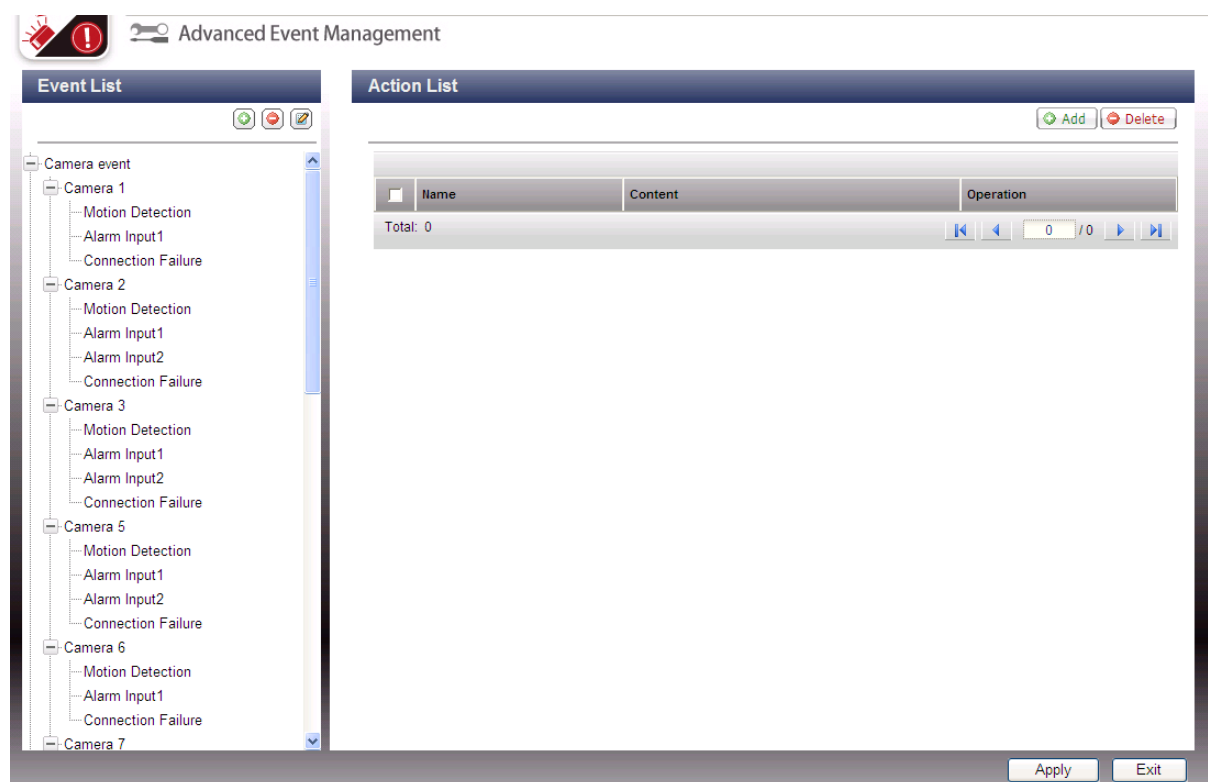 Advanced Event Management
Event List
Camera event
Camera 1
Motion Detection
Alarm Input1
Connection Failure
Camera 2
Motion Detection
Alarm Input1
Alarm Input2
Connection Failure
Camera 3
Motion Detection
Alarm Input1
Alarm Input2
Connection Failure
Camera 5
Motion Detection
Alarm Input1
Alarm Input2
Connection Failure
Camera 6
Motion Detection
Alarm Input1
Connection Failure
Camera 7
Action List
Add Delete
Name Content Operation
Total: 0 0 / 0
Apply Exit